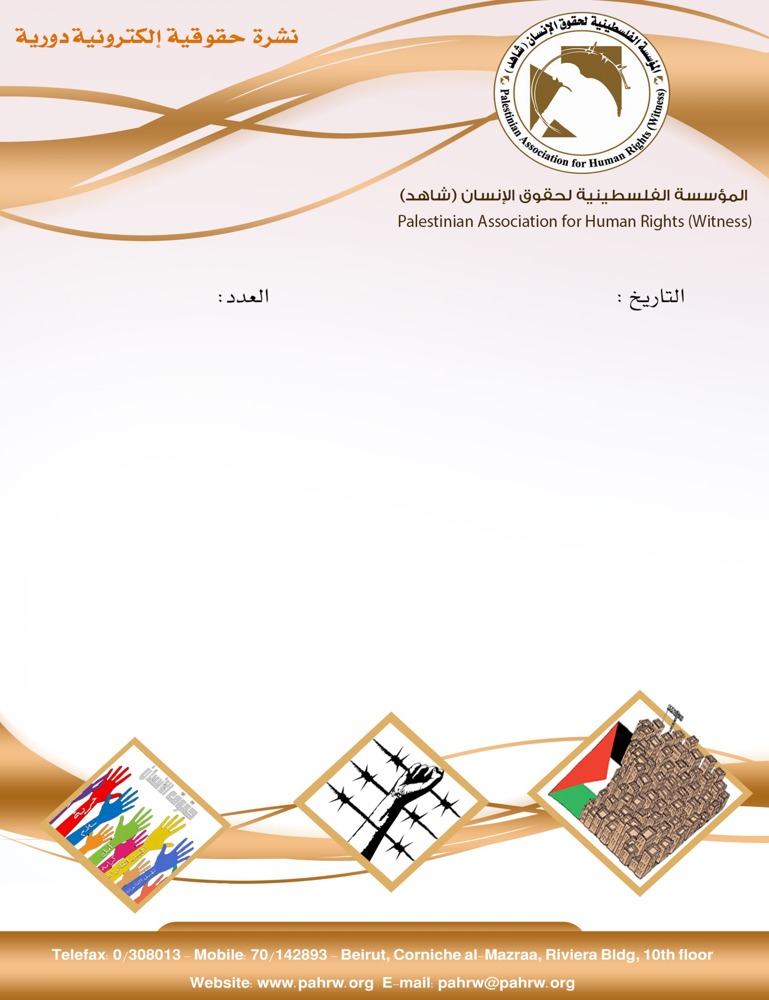 نشرة حقوقية إلكترونية دورية
المؤسسة الفلسطينية لحقوق الإنسان (شاهد)
Palestinian Association for Human Rights (Witness)
المؤسسة الفلسطينية لحقوق الإنسان (شاهد)
Palestinian Association for Human Rights (Witness)
التاريخ :
العدد :
حقوق الإنسان
حرية
سلام
أمان
كرامة
تطبيق القانون
تطبيق القانون
Telefax: 0/308013 - Mobile: 70/142893 - Beirut, Corniche al-Mazraa, Riviera Bldg, 10th floor
Website: www.pahrw.org E-mail: pahrw@pahrw.org